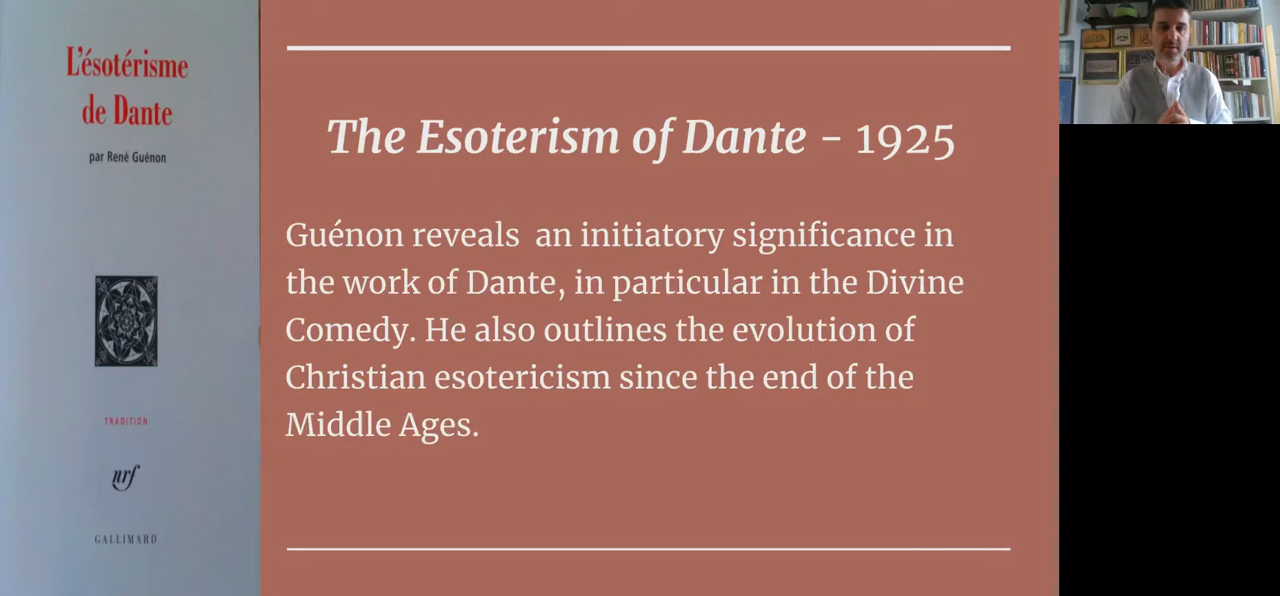 L'ésotérisme
de Dante
par René Guénon
TRADITION
nrf
GALLIMARD
The Esoterism of Dante - 1925
Guénon reveals  an initiatory significance in
the work of Dante, in particular in the Divine
Comedy. He also outlines the evolution of
Christian esotericism since the end of the
Middle Ages.